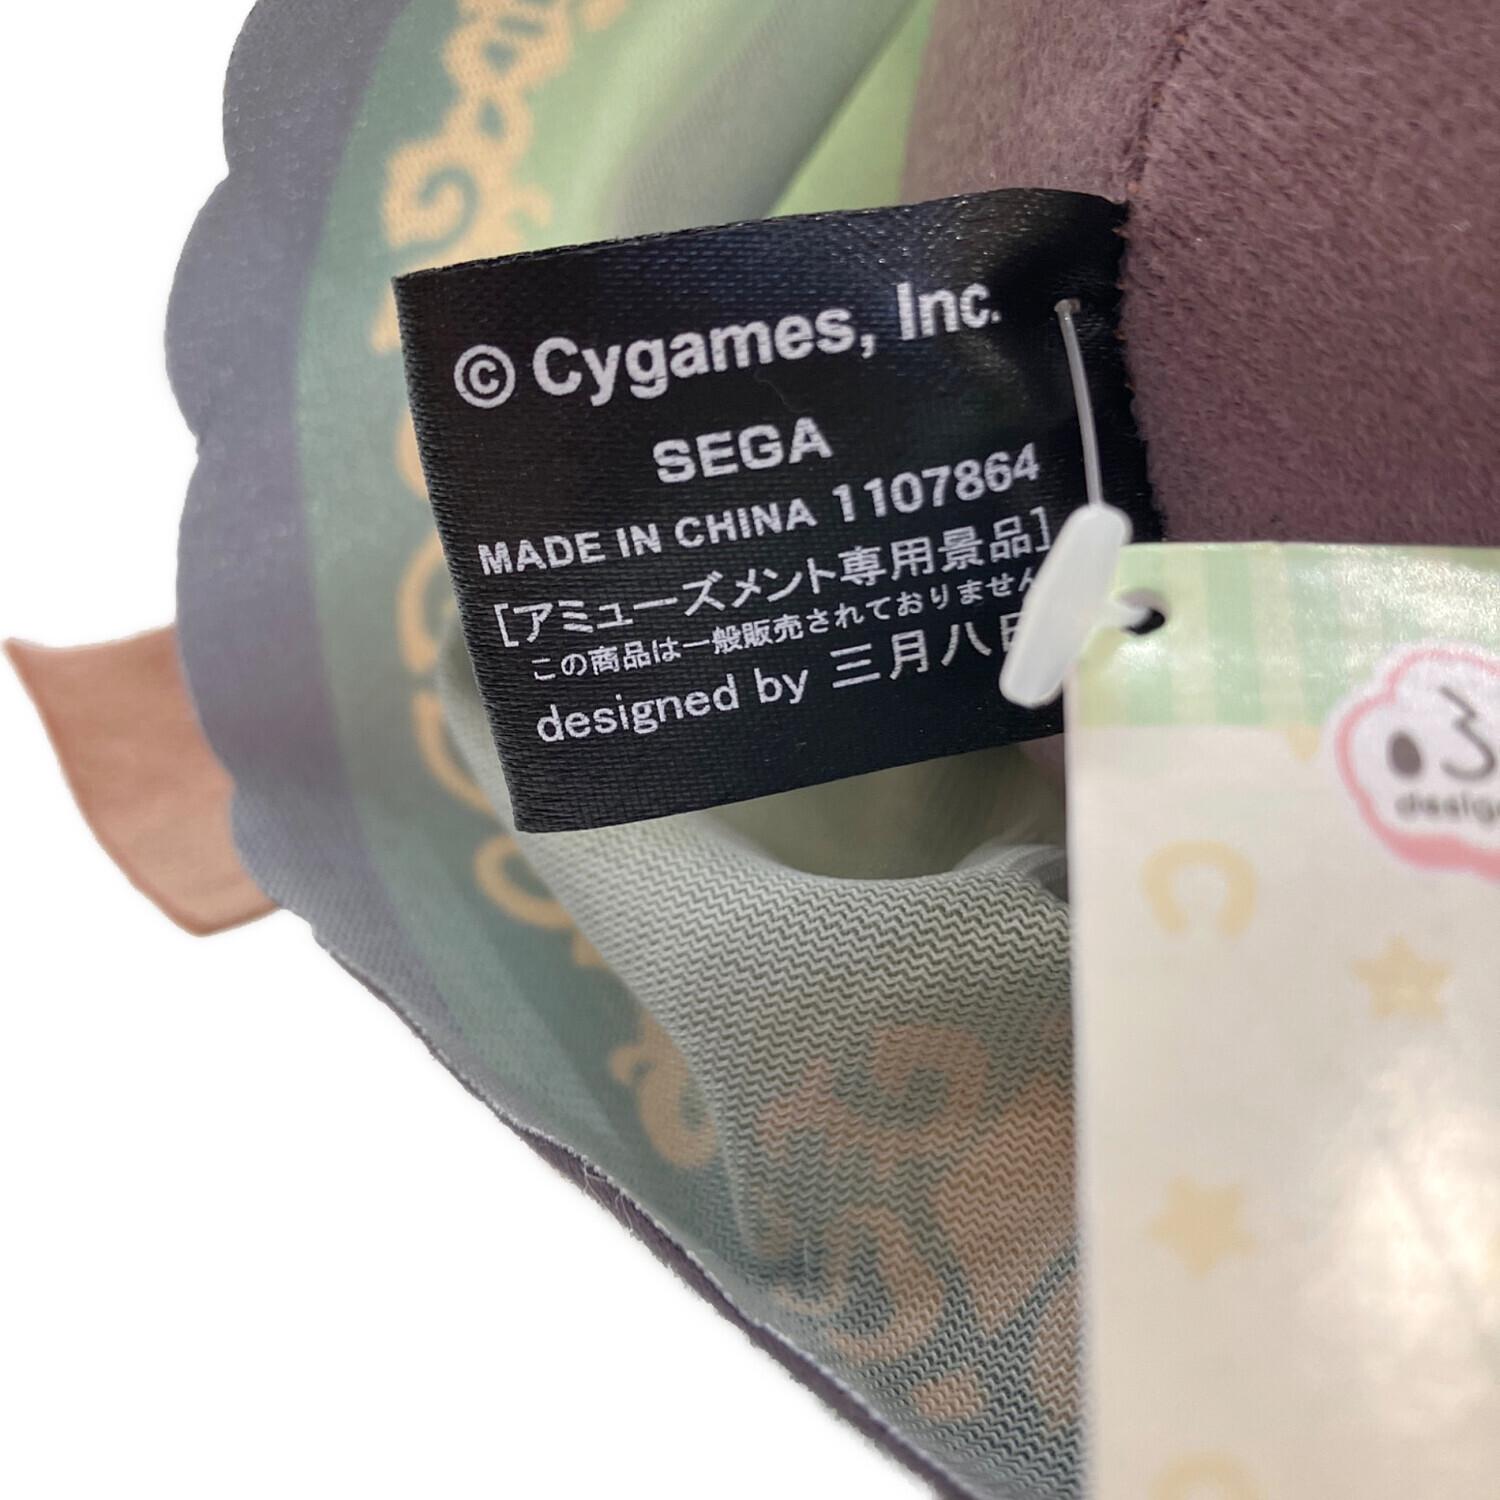 © Cygames, Inc.
SEGA
MADE IN CHINA 1107864
[アミューズメント専用景品]
この商品は一般販売されておりません
designed by 三月八日